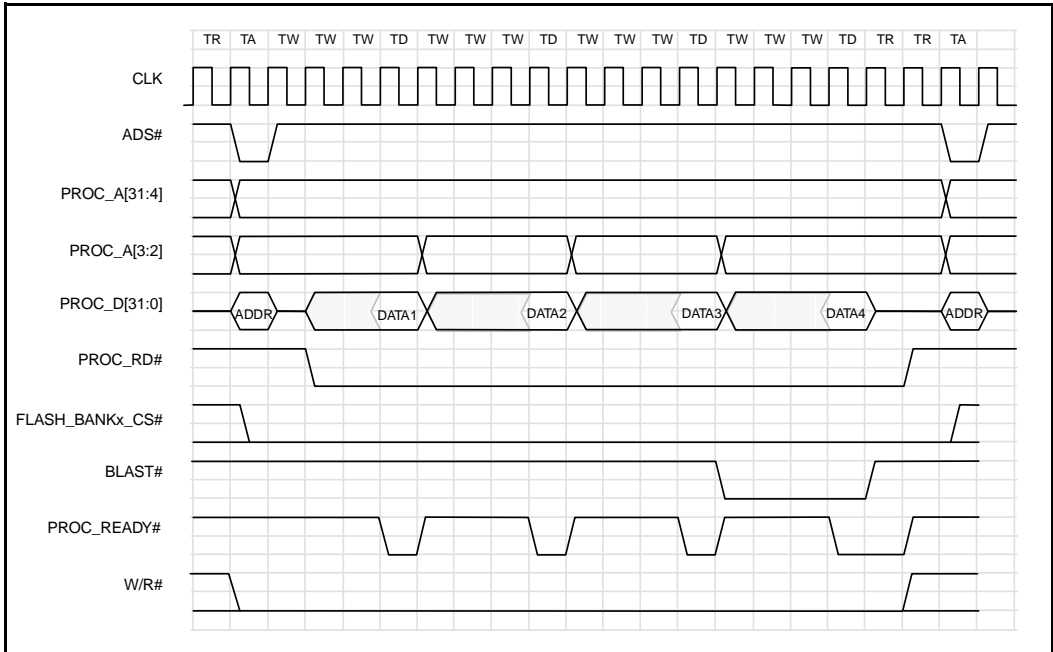 TR TA TW TW TW TD TW TW TW TD TW TW TW TD TW TW TW TD TR TR TA
CLK
ADS#
PROC_A[31:4]
PROC_A[3:2]
PROC_D[31:0] ADDR DATA1 DATA2 DATA3 DATA4 ADDR
PROC_RD#
FLASH_BANKx_CS#
BLAST#
PROC_READY#
W/R#